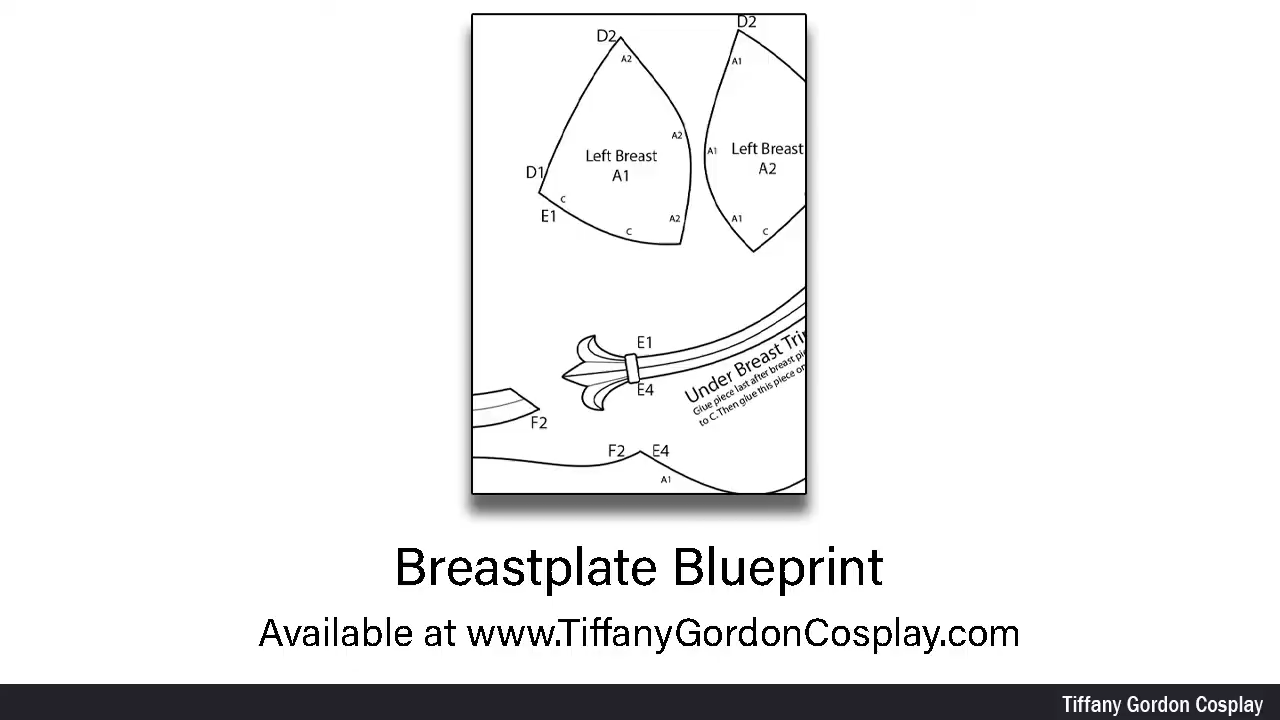 D2
D2
A2
A1
A2
Left Breast
A1
A1
Left Breast
A2
D1
C
E1
A2
C
A1
C
E1
E4
Under Breast Tri
Glue piece last after breast pi
to C. Then glue this piece on
F2
F2
E4
A1
Breastplate Blueprint
Available at www.TiffanyGordonCosplay.com
Tiffany Gordon Cosplay